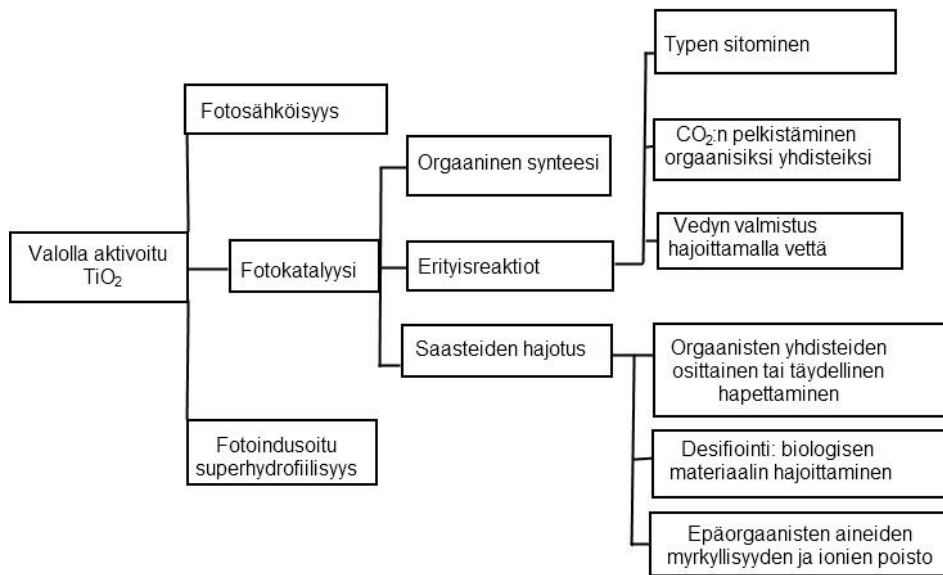 Valolla aktivoitu
TiO₂
Fotosähköisyys
Fotokatalyysi
Fotoindusoitu
superhydrofiilisyys
Orgaaninen synteesi
Erityisreaktiot
Saasteiden hajotus
Typen sitominen
CO₂:n pelkistäminen
orgaanisiksi yhdisteiksi
Vedyn valmistus
hajoittamalla vettä
Orgaanisten yhdisteiden
osittainen tai täydellinen
hapettaminen
Desifiointi: biologisen
materiaalin hajoittaminen
Epäorgaanisten aineiden
myrkyllisyyden ja ionien poisto